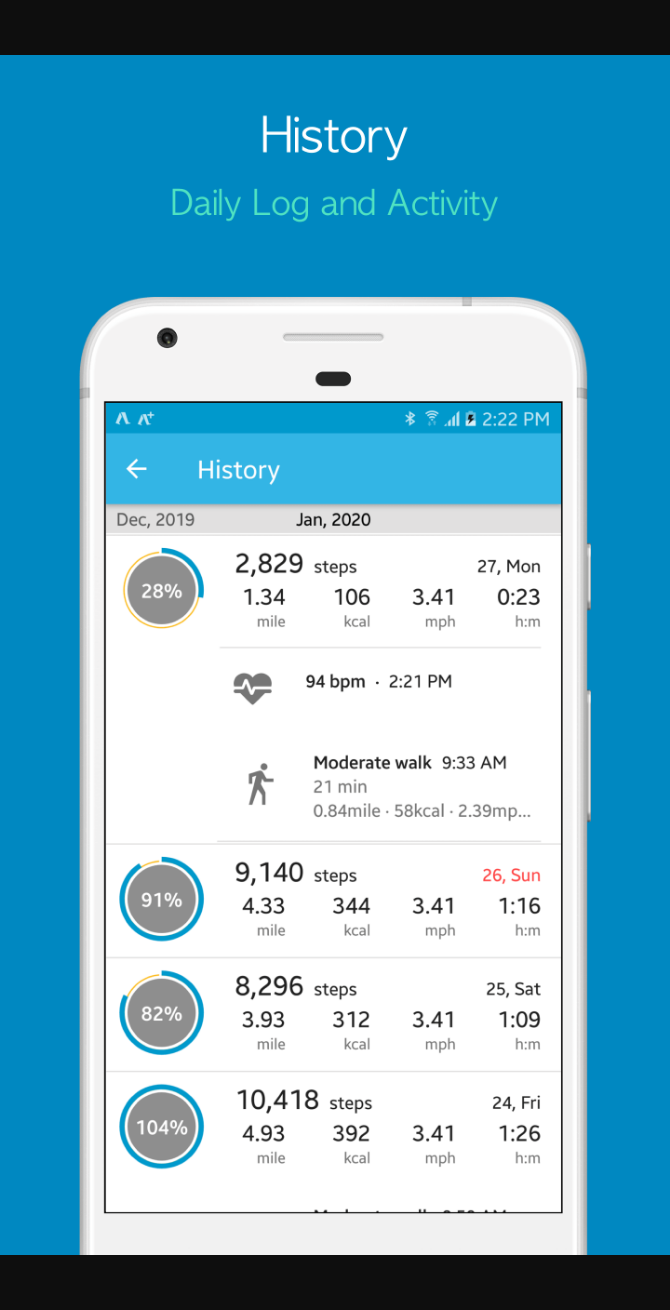 History
Daily Log and Activity
2:22 PM
History
Dec, 2019 Jan, 2020
28%
2,829 steps 27, Mon
1.34 106 3.41 0:23
mile kcal mph h:m
94 bpm · 2:21 PM
Moderate walk 9:33 AM
21 min
0.84mile · 58kcal · 2.39mp...
91%
9,140 steps 26, Sun
4.33 344 3.41 1:16
mile kcal mph h:m
82%
8,296 steps 25, Sat
3.93 312 3.41 1:09
mile kcal mph h:m
104%
10,418 steps 24, Fri
4.93 392 3.41 1:26
mile kcal mph h:m